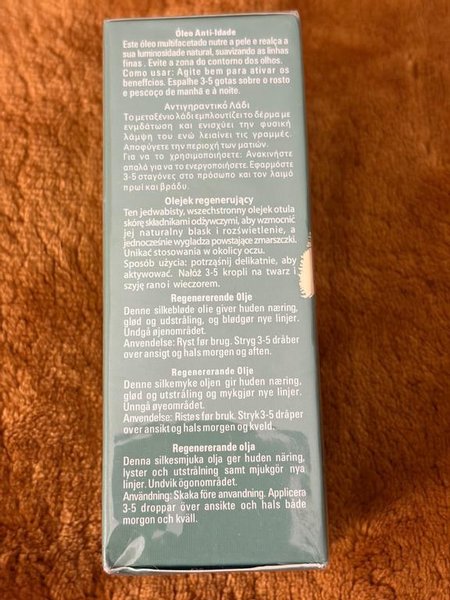 Óleo Anti-Idade
Este óleo multifacetado nutre a pele e realça a
sua luminosidade natural, suavizando as linhas
finas . Evite a zona do contorno dos olhos.
Como usar: Agite bem para ativar os
benefícios. Espalhe 3-5 gotas sobre o rosto
e pescoço de manhã e à noite.
Αντιγηραντικό Λάδι
Το μεταξένιο λάδι εμπλουτίζει το δέρμα με
ενυδάτωση και ενισχύει την φυσική
λάμψη του ενώ λειαίνει τις γραμμές.
Αποφύγετε την περιοχή των ματιών.
Για να το χρησιμοποιήσετε: Ανακινήστε
απαλά για να το ενεργοποιήσετε. Εφαρμόστε
3-5 σταγόνες στο πρόσωπο και τον λαιμό
πρωί και βράδυ.
Olejek regenerujący
Ten jedwabisty, wszechstronny olejek otula
skórę składnikami odżywczymi, aby wzmocnić
jej naturalny blask i rozświetlenie, a
jednocześnie wygładza powstające zmarszczki.
Unikać stosowania w okolicy oczu.
Sposób użycia: potrząśnij delikatnie, aby
aktywować. Nałóż 3-5 kropli na twarz i
szyję rano i wieczorem.
Regenererende Olje
Denne silkebløde olie giver huden næring,
glød og udstråling, og blødgør nye linjer.
Undgå øjenområdet.
Anvendelse: Ryst før brug. Stryg 3-5 dråber
over ansigt og hals morgen og aften.
Regenererende Olje
Denne silkemyke oljen gir huden næring,
glød og utstråling og mykgjør nye linjer.
Unngå øyeområdet.
Anvendelse: Ristes før bruk. Stryk 3-5 dråper
over ansikt og hals morgen og kveld.
Regenererande olja
Denna silkesmjuka olja ger huden näring,
lyster och utstrålning samt mjukgör nya
linjer. Undvik ögonområdet.
Användning: Skaka före anvandning. Applicera
3-5 droppar över ansikte och hals både
morgon och kväll.